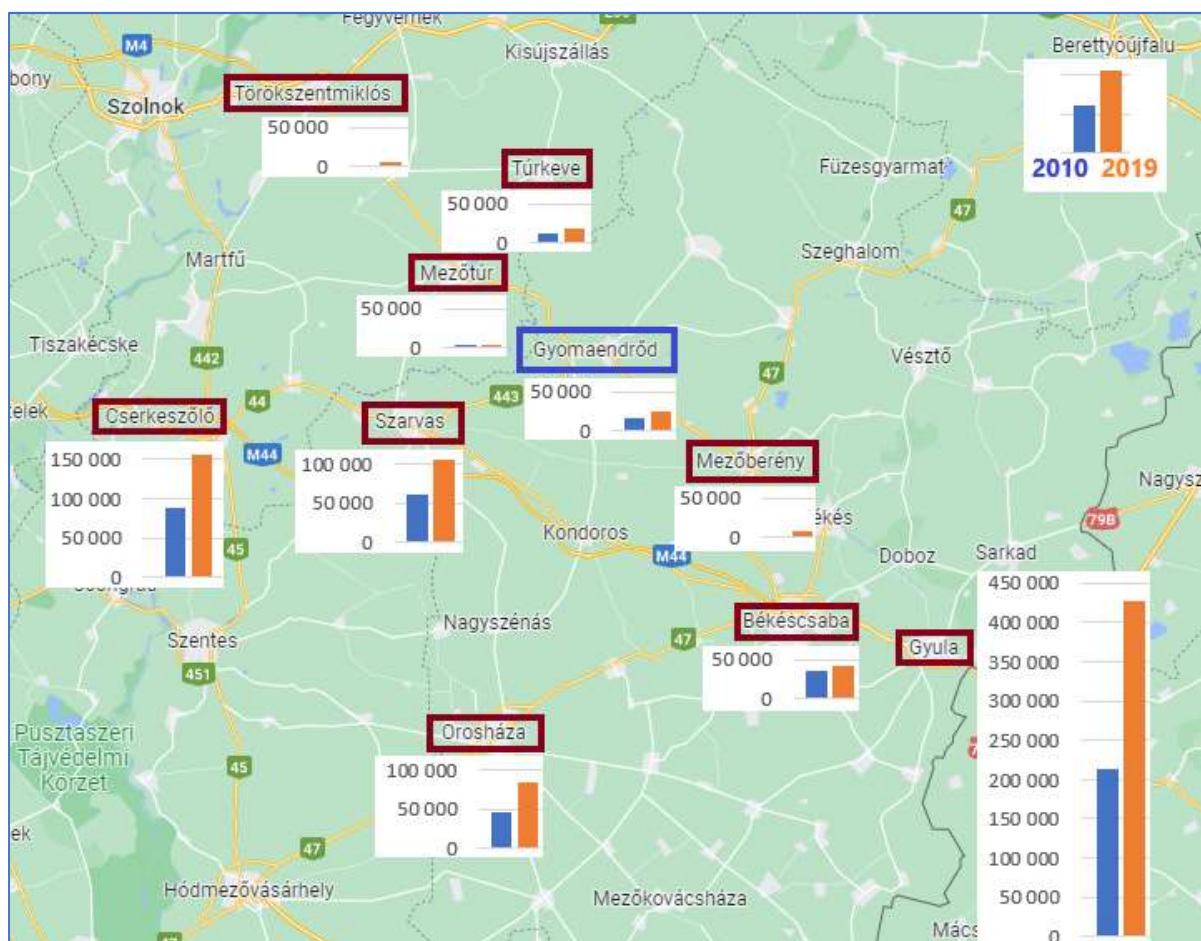 Fegyvernek
M4
Kisújszállás
Berettyóújfalu
bony
Szolnok
Törökszentmiklós
50 000
0
Túrkeve
50 000
0
Füzesgyarmat
2010 2019
47
Martfű
Mezőtúr
50 000
0
Szeghalom
Tiszakécske
442
Gyomaendrőd
50 000
0
Vésztő
47
443
44
elek
Cserkeszőlő
150 000
100 000
50 000
0
M44
Szarvas
100 000
50 000
0
Mezőberény
50 000
0
ékés
Nagysz
79B
45
Kondoros
M44
Doboz
Sarkad
450 000
400 000
350 000
300 000
250 000
200 000
150 000
100 000
50 000
0
Szentes
451
Nagyszénás
47
Békéscsaba
50 000
0
Gyula
Pusztaszeri
Tájvédelmi
Körzet
45
Orosháza
100 000
50 000
0
ek
47
Hódmezővásárhely
Mezőkovácsháza
Mács
47